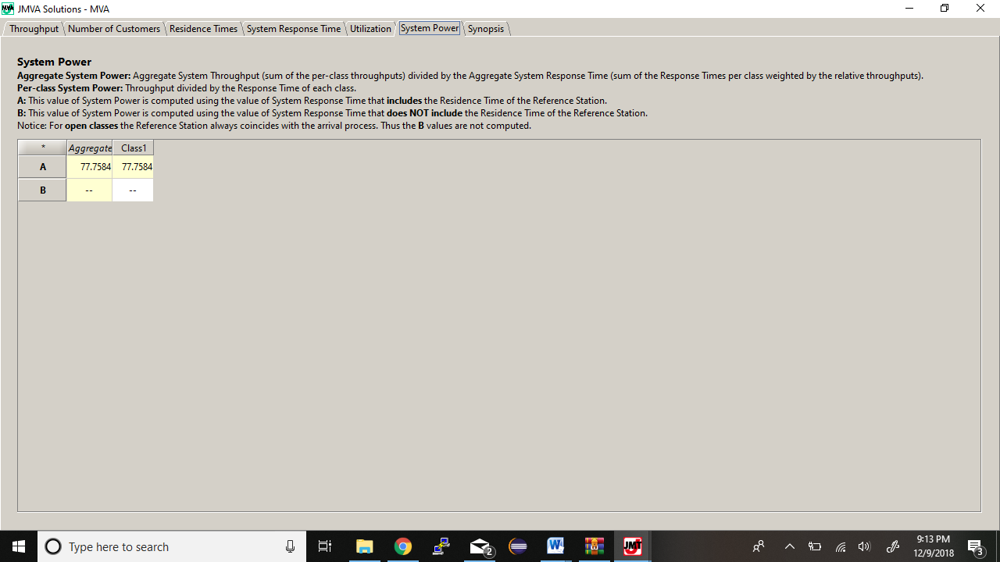 MVA JMVA Solutions - MVA
Throughput Number of Customers Residence Times System Response Time Utilization System Power Synopsis
System Power
Aggregate System Power: Aggregate System Throughput (sum of the per-class throughputs) divided by the Aggregate System Response Time (sum of the Response Times per class weighted by the relative throughputs).
Per-class System Power: Throughput divided by the Response Time of each class.
A: This value of System Power is computed using the value of System Response Time that includes the Residence Time of the Reference Station.
B: This value of System Power is computed using the value of System Response Time that does NOT include the Residence Time of the Reference Station.
Notice: For open classes the Reference Station always coincides with the arrival process. Thus the B values are not computed.
* Aggregate Class1
A 77.7584 77.7584
B -- --
Type here to search 2 W JMT 9:13 PM 3
12/9/2018